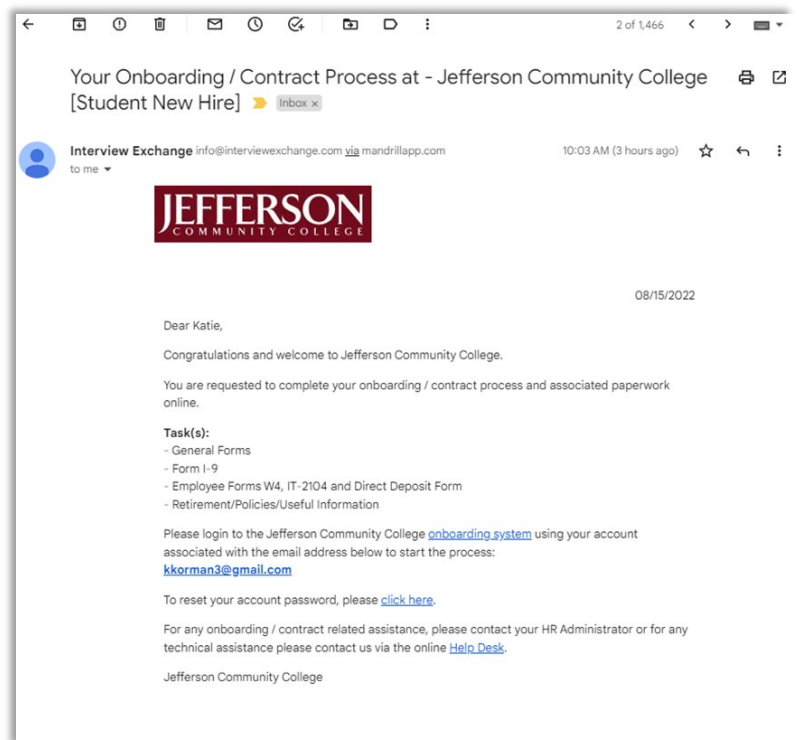 2 of 1,466
Your Onboarding / Contract Process at - Jefferson Community College
[Student New Hire] Inbox ×
Interview Exchange info@interviewexchange.com via mandrillapp.com 10:03 AM (3 hours ago)
to me
JEFFERSON
COMMUNITY COLLEGE
08/15/2022
Dear Katie,
Congratulations and welcome to Jefferson Community College.
You are requested to complete your onboarding / contract process and associated paperwork
online.
Task(s):
- General Forms
- Form I-9
- Employee Forms W4, IT-2104 and Direct Deposit Form
- Retirement/Policies/Useful Information
Please login to the Jefferson Community College onboarding system using your account
associated with the email address below to start the process:
kkorman3@gmail.com
To reset your account password, please click here.
For any onboarding / contract related assistance, please contact your HR Administrator or for any
technical assistance please contact us via the online Help Desk.
Jefferson Community College